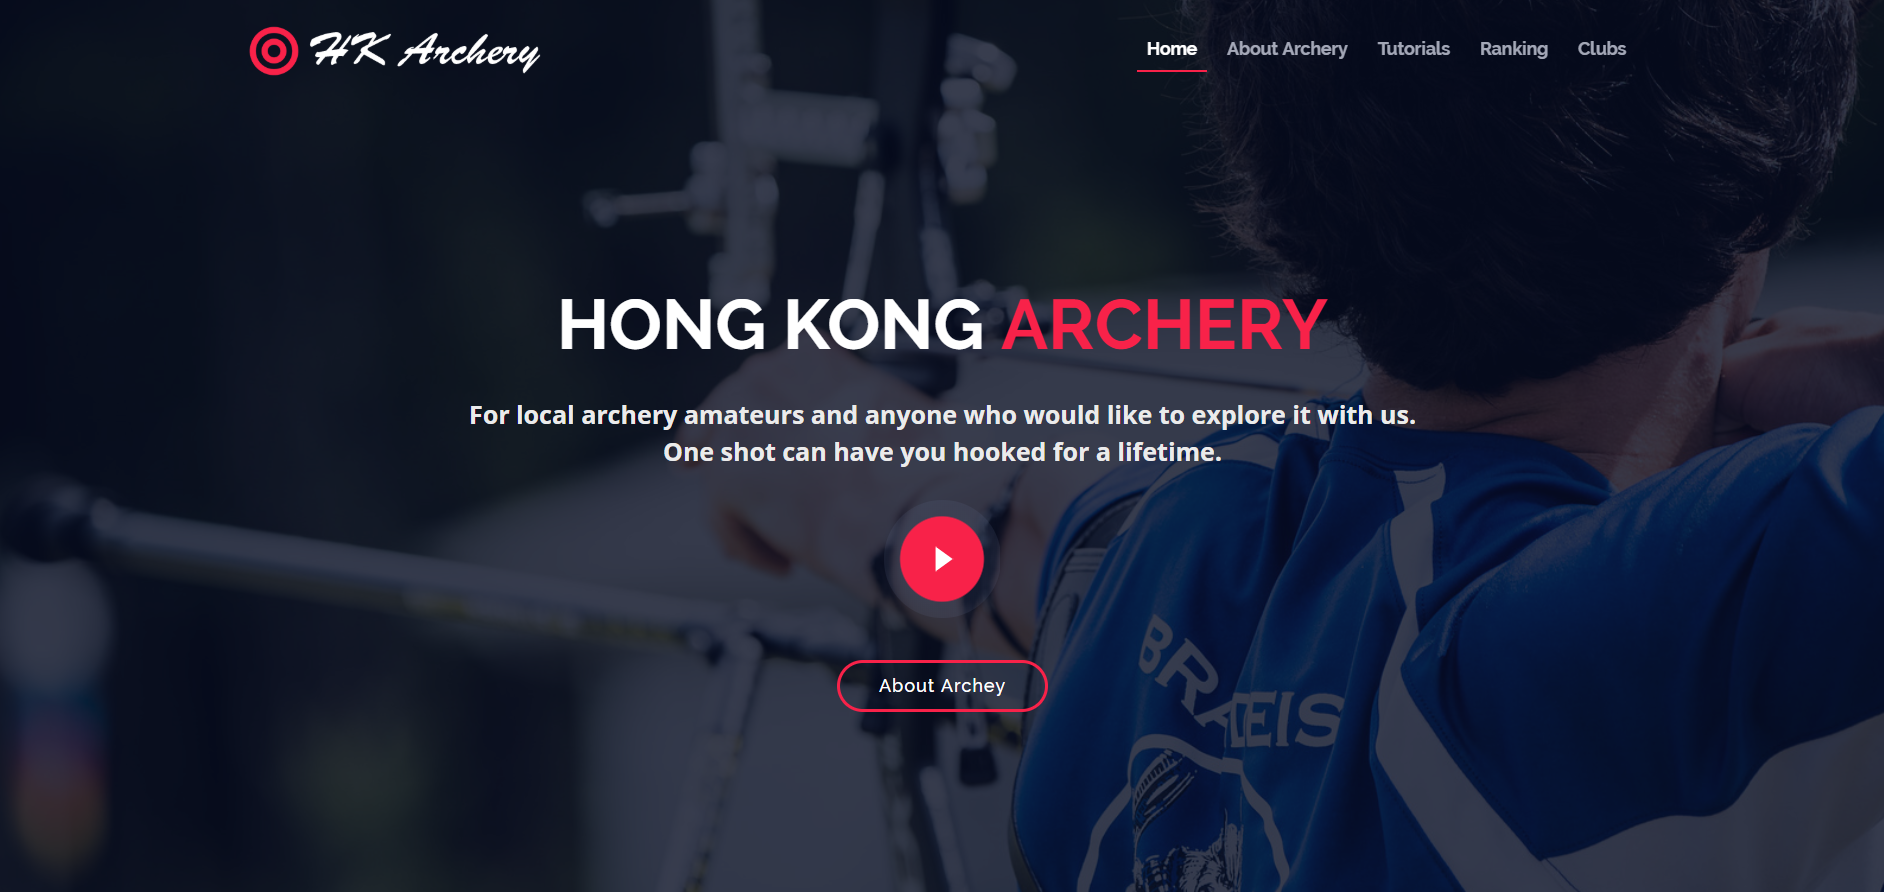 HK Archery
Home About Archery Tutorials Ranking Clubs
HONG KONG ARCHERY
For local archery amateurs and anyone who would like to explore it with us.
One shot can have you hooked for a lifetime.
About Archey